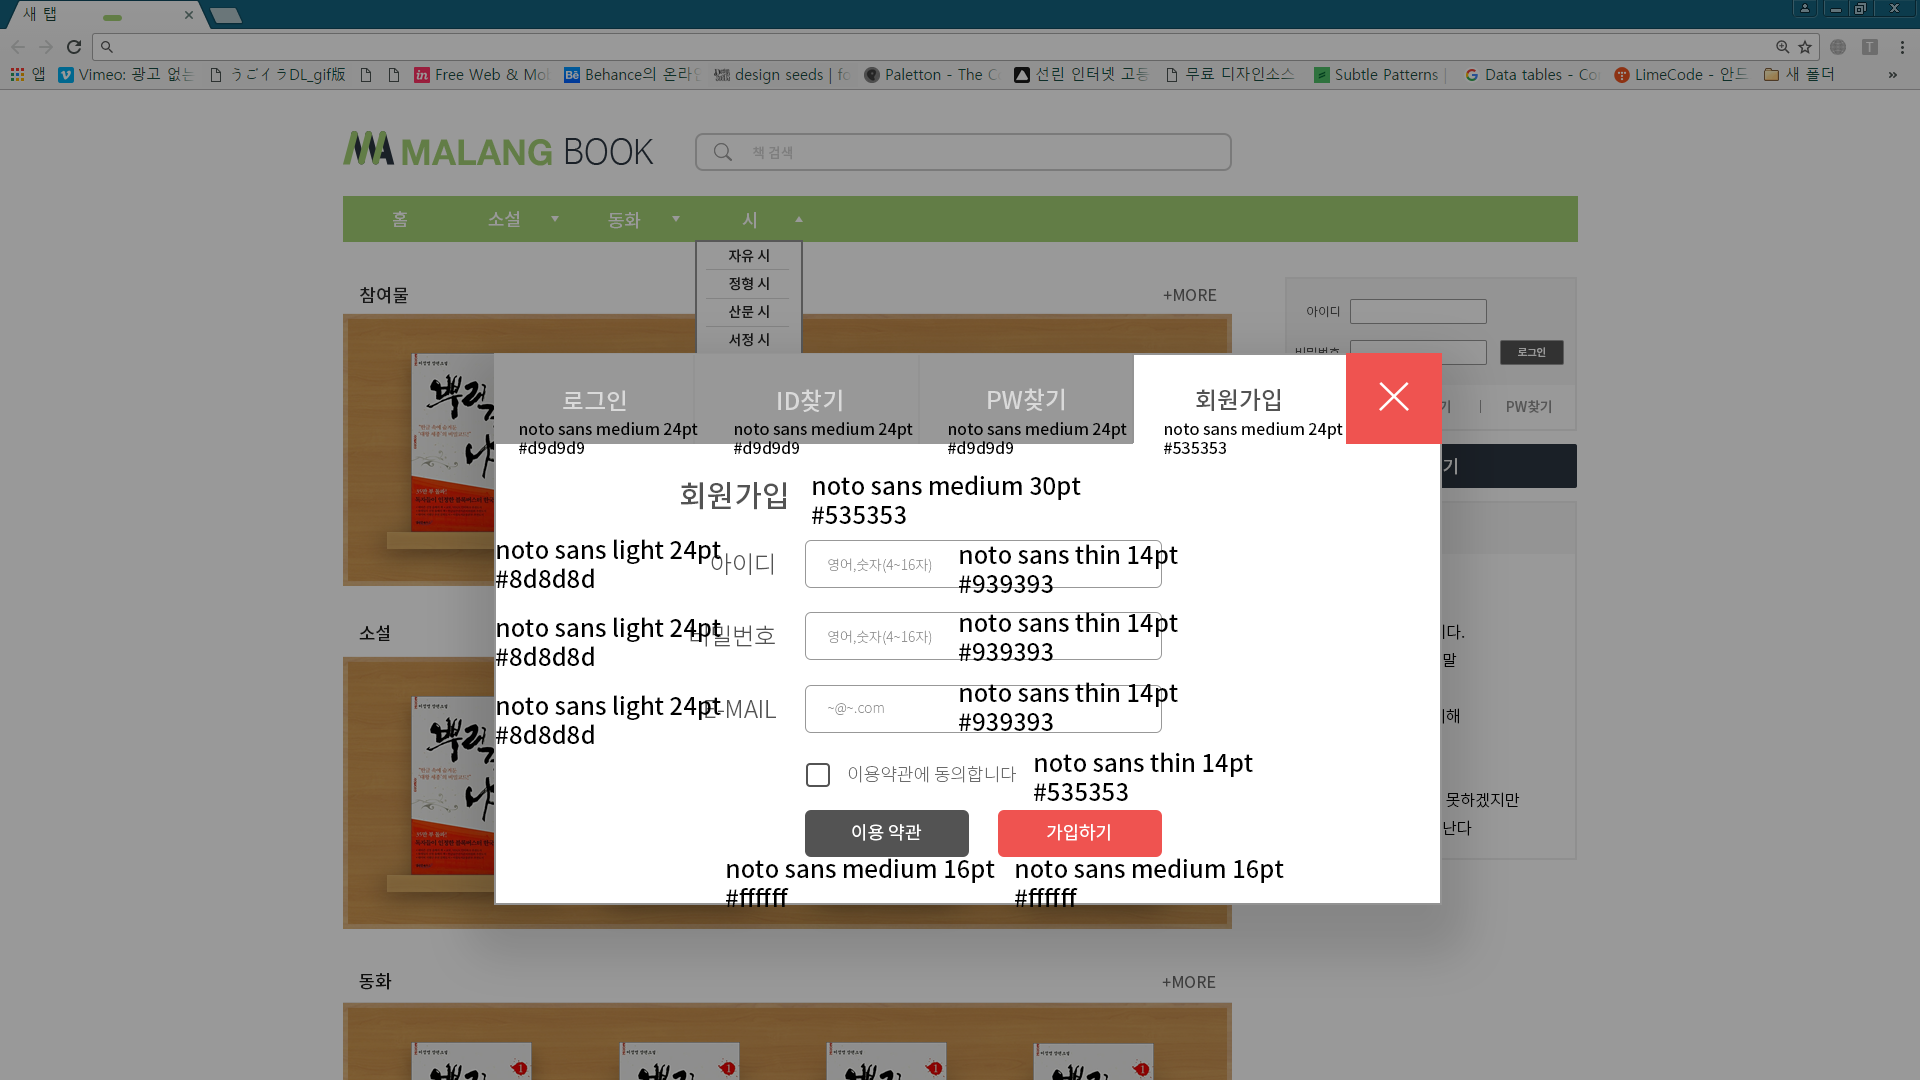 새 탭
앱
Vimeo: 광고 없는
うごイラDL_gif版
Free Web & Mo
Behance의 온라인
design seeds | fo
Paletton - The C
선린 인터넷 고등
무료 디자인소스
Subtle Patterns |
Data tables - Co
LimeCode - 안드
새 폴더
»
MALANG BOOK
책 검색
홈 소설 동화 시
자유 시
정형 시
산문 시
서정 시
참여물
+MORE
아이디
비밀번호
로그인
PW찾기
로그인
noto sans medium 24pt
#d9d9d9
ID찾기
noto sans medium 24pt
#d9d9d9
PW찾기
noto sans medium 24pt
#d9d9d9
회원가입
noto sans medium 24pt
#535353
회원가입
noto sans medium 30pt
#535353
noto sans light 24pt
#8d8d8d
아이디
영어,숫자(4~16자)
noto sans thin 14pt
#939393
noto sans light 24pt
#8d8d8d
비밀번호
영어,숫자(4~16자)
noto sans thin 14pt
#939393
noto sans light 24pt
#8d8d8d
E-MAIL
~@~.com
noto sans thin 14pt
#939393
이용약관에 동의합니다
noto sans thin 14pt
#535353
이용 약관
noto sans medium 16pt
#ffffff
가입하기
noto sans medium 16pt
#ffffff
기
다.
말
해
못하겠지만
난다
소설
동화
+MORE